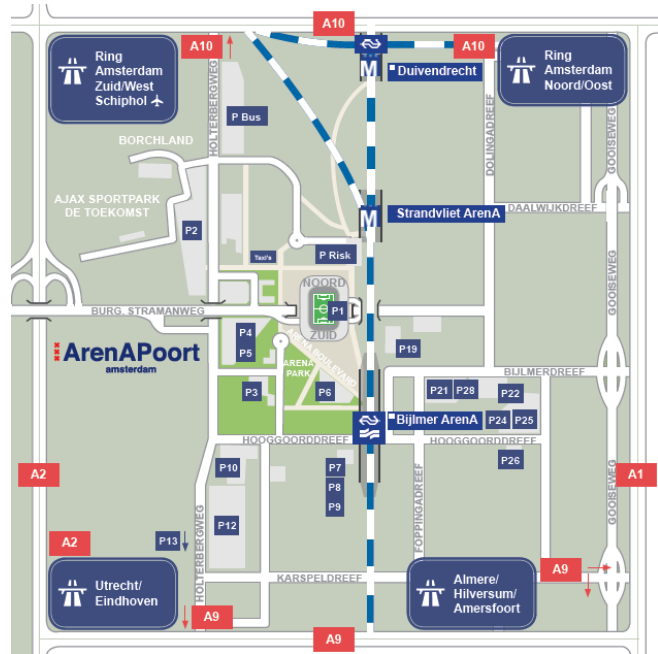 A10
Ring
Amsterdam
Zuid/West
Schiphol
A10
A10
Ring
Amsterdam
Noord/Oost
M
Duivendrecht
HOLTERBERGWEG
P Bus
DOLINGADREEF
GOOISEWEG
BORCHLAND
AJAX SPORTPARK
DE TOEKOMST
P2
M
Strandvliet ArenA
DAALWIJKDREEF
Taxi's
P Risk
NOORD
P1
ZUID
GOOISEWEG
BURG. STRAMANWEG
ArenAPoort
amsterdam
P4
P5
ARENA BOULEVARD
ARENA
PARK
P19
BIJLMERDREEF
P3
P6
P21
P28
P22
P24
P25
Bijlmer ArenA
HOOGGOORDDREEF
HOOGGOORDDREEF
P26
A2
P10
P7
P8
P9
A1
GOOISEWEG
FOPPINGADREEF
P12
P13
HOLTERBERGWEG
A2
Utrecht/
Eindhoven
KARSPELDREEF
Almere/
Hilversum/
Amersfoort
A9
A9
A9